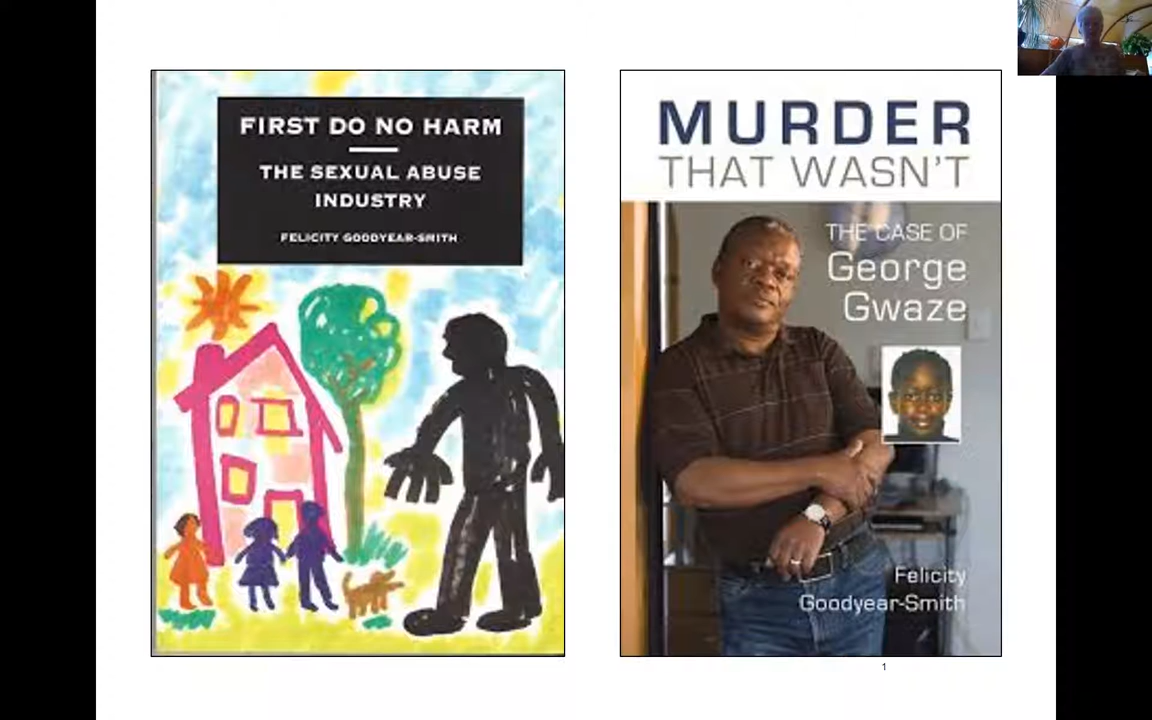 FIRST DO NO HARM
THE SEXUAL ABUSE
INDUSTRY
FELICITY GOODYEAR-SMITH
MURDER
THAT WASN'T
THE CASE OF
George
Gwaze
Felicity
Goodyear-Smith
1